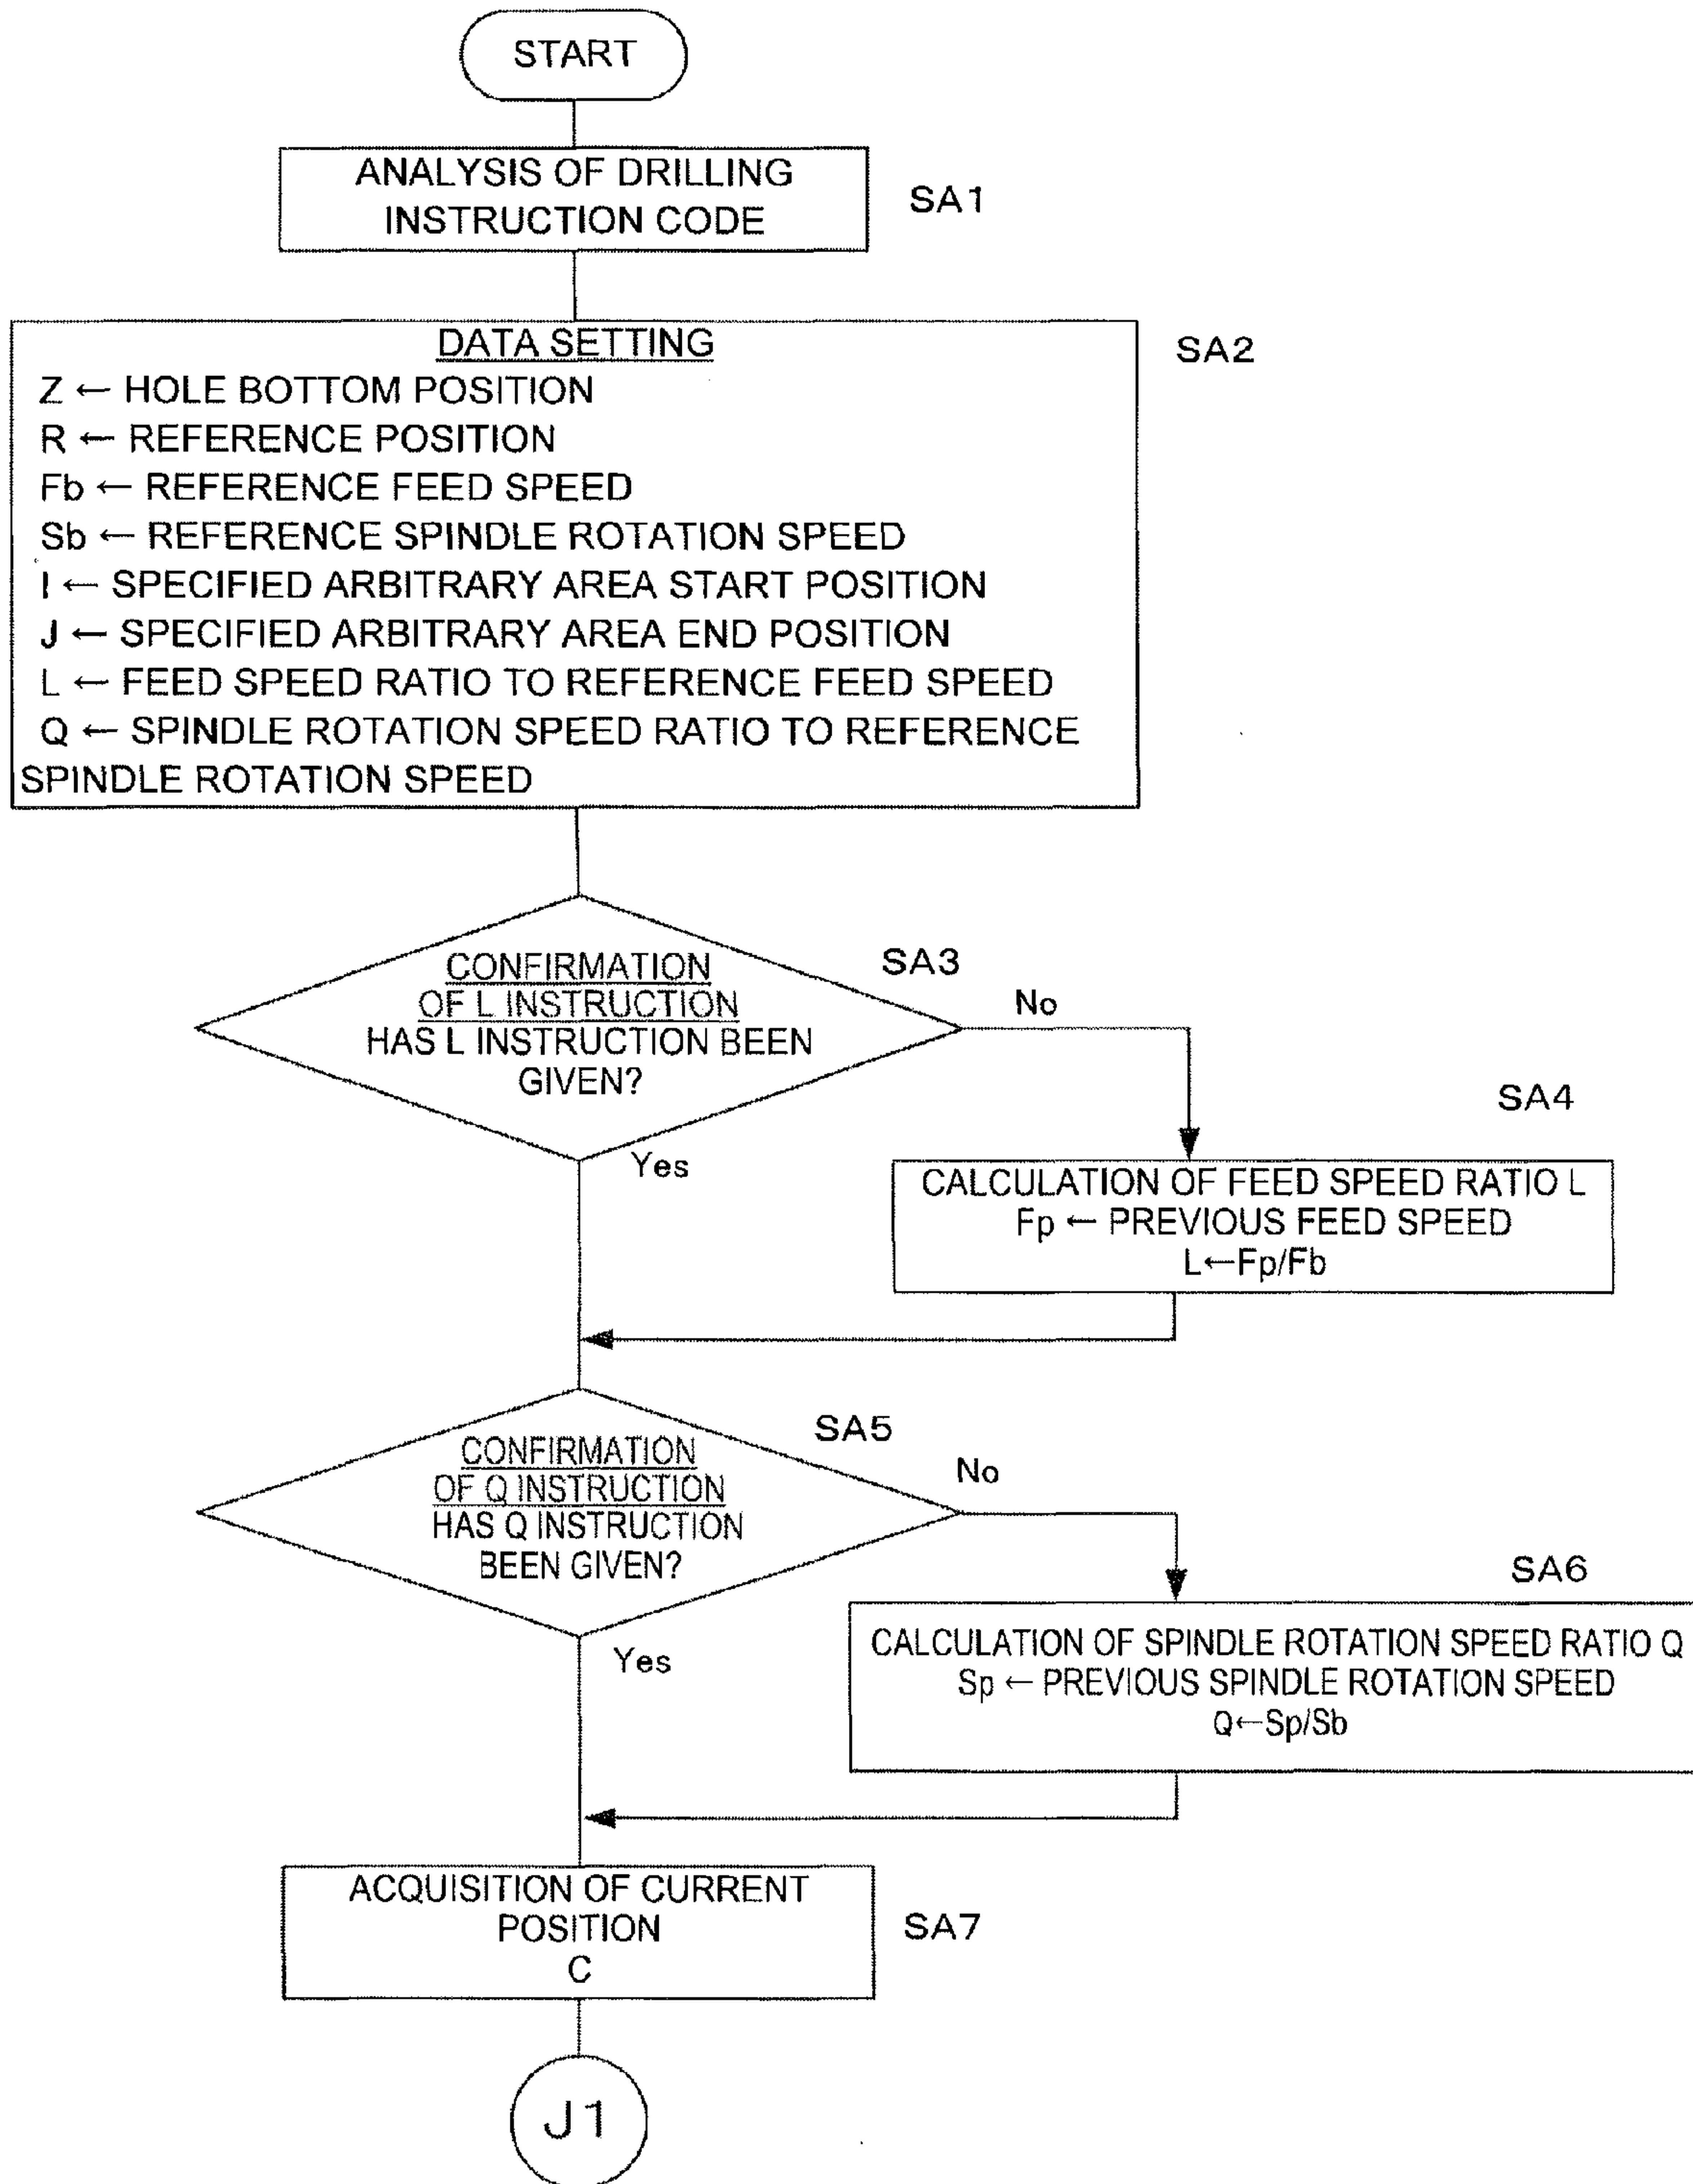 START
ANALYSIS OF DRILLING
INSTRUCTION CODE
SA1
DATA SETTING
SA2
Z ← HOLE BOTTOM POSITION
R ← REFERENCE POSITION
Fb ← REFERENCE FEED SPEED
Sb ← REFERENCE SPINDLE ROTATION SPEED
I ← SPECIFIED ARBITRARY AREA START POSITION
J ← SPECIFIED ARBITRARY AREA END POSITION
L ← FEED SPEED RATIO TO REFERENCE FEED SPEED
Q ← SPINDLE ROTATION SPEED RATIO TO REFERENCE
SPINDLE ROTATION SPEED
SA3
CONFIRMATION
OF L INSTRUCTION
HAS L INSTRUCTION BEEN
GIVEN?
No
Yes
SA4
CALCULATION OF FEED SPEED RATIO L
Fp ← PREVIOUS FEED SPEED
L←Fp/Fb
SA5
CONFIRMATION
OF Q INSTRUCTION
HAS Q INSTRUCTION
BEEN GIVEN?
No
Yes
SA6
CALCULATION OF SPINDLE ROTATION SPEED RATIO Q
Sp ← PREVIOUS SPINDLE ROTATION SPEED
Q←Sp/Sb
ACQUISITION OF CURRENT
POSITION
C
SA7
J1